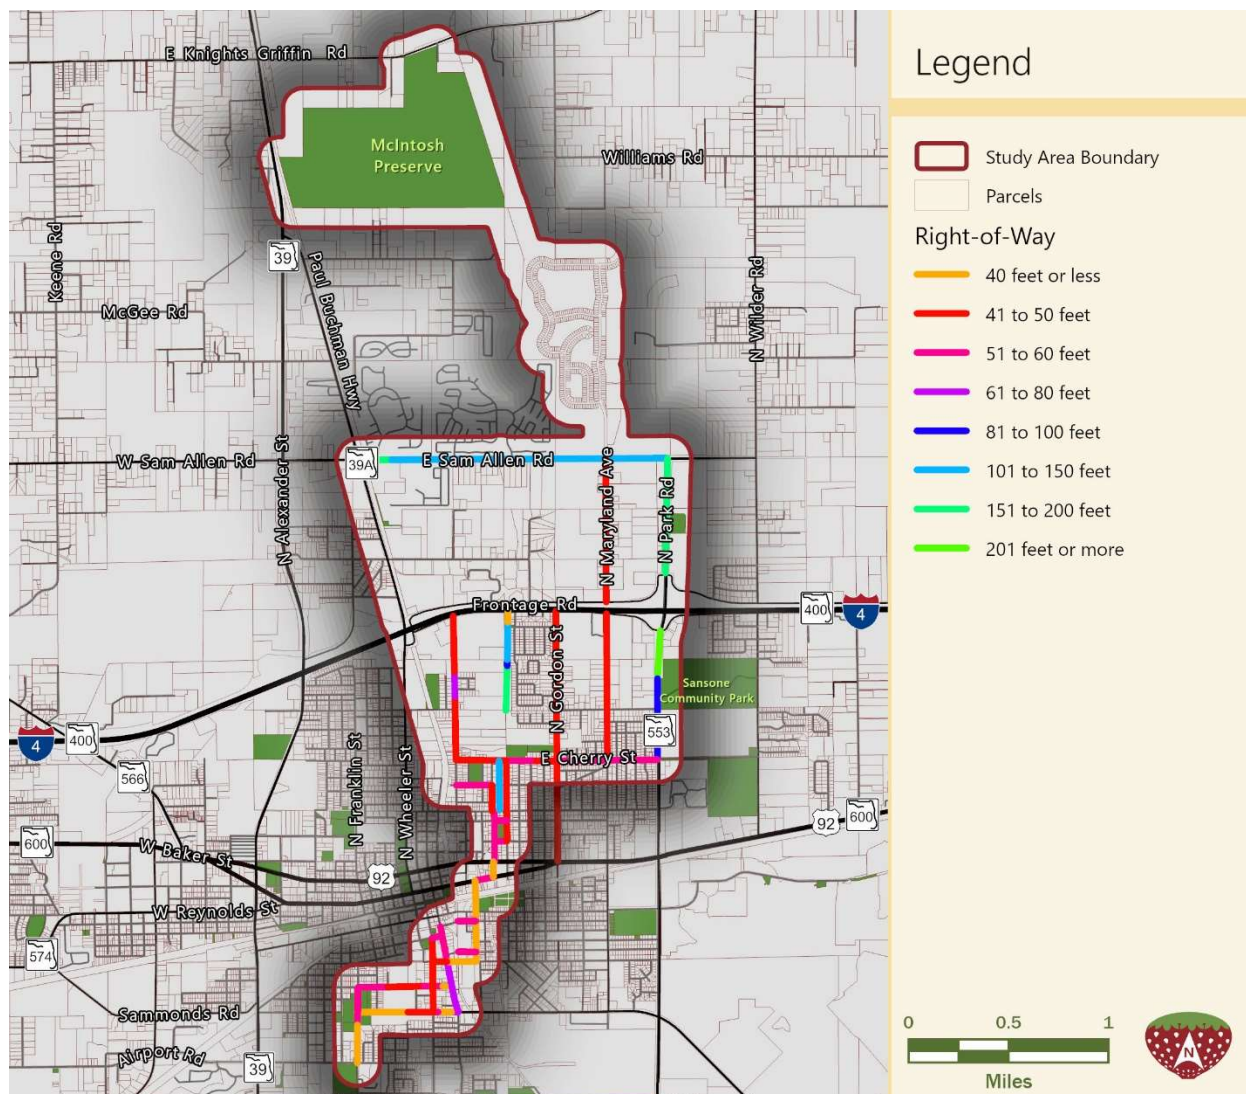 E Knights Griffin Rd
McIntosh
Preserve
Williams Rd
Keene Rd
39
Paul Buchman Hwy
N Wilder Rd
McGee Rd
W Sam Allen Rd
39A
E Sam Allen Rd
N Alexander St
N Maryland Ave
N Park Rd
Frontage Rd
400
4
N Gordon St
Sansone
Community Park
553
4
400
566
E Cherry St
N Franklin St
N Wheeler St
600
W Baker St
92
92
600
W Reynolds St
574
Sammonds Rd
Airport Rd
39
Legend
Study Area Boundary
Parcels
Right-of-Way
40 feet or less
41 to 50 feet
51 to 60 feet
61 to 80 feet
81 to 100 feet
101 to 150 feet
151 to 200 feet
201 feet or more
0 0.5 1
Miles
N